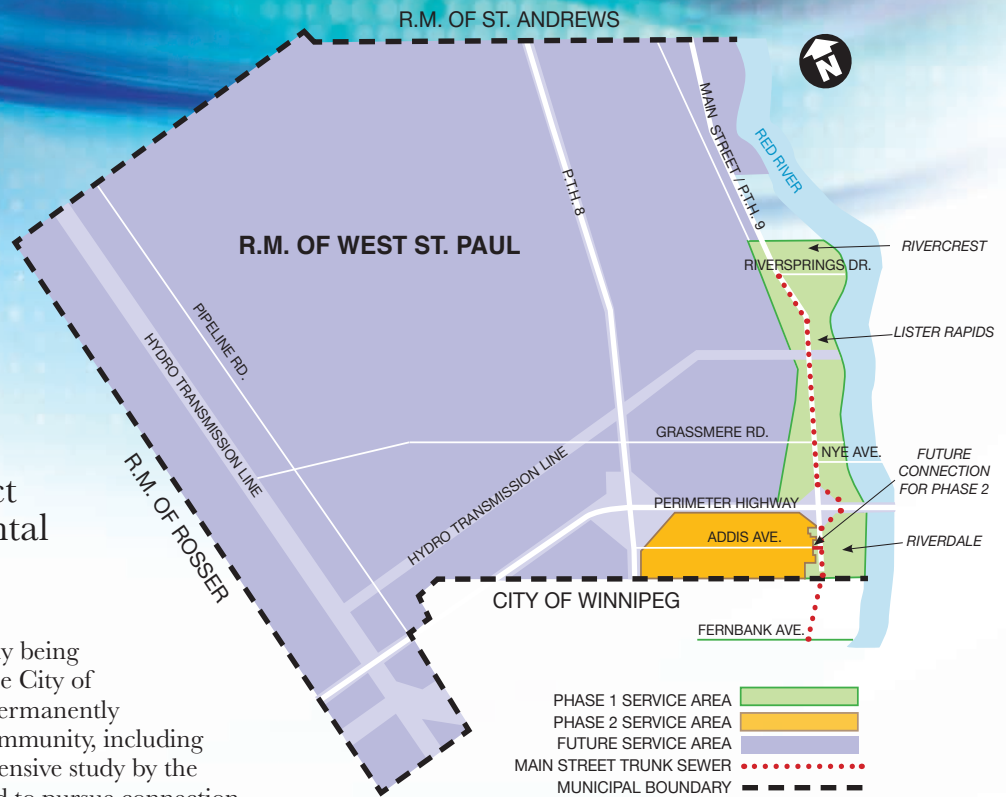 R.M. OF ST. ANDREWS
N
MAIN STREET / P.T.H. 9
RED RIVER
P.T.H. 8
R.M. OF WEST ST. PAUL
RIVERCREST
RIVERSPRINGS DR.
PIPELINE RD.
HYDRO TRANSMISSION LINE
LISTER RAPIDS
GRASSMERE RD.
NYE AVE.
FUTURE
CONNECTION
FOR PHASE 2
HYDRO TRANSMISSION LINE
PERIMETER HIGHWAY
ADDIS AVE.
RIVERDALE
R.M. OF ROSSER
CITY OF WINNIPEG
FERNBANK AVE.
ct
ntal
y being
e City of
ermanently
mmunity, including
ensive study by the
d to pursue connection
PHASE 1 SERVICE AREA
PHASE 2 SERVICE AREA
FUTURE SERVICE AREA
MAIN STREET TRUNK SEWER
MUNICIPAL BOUNDARY